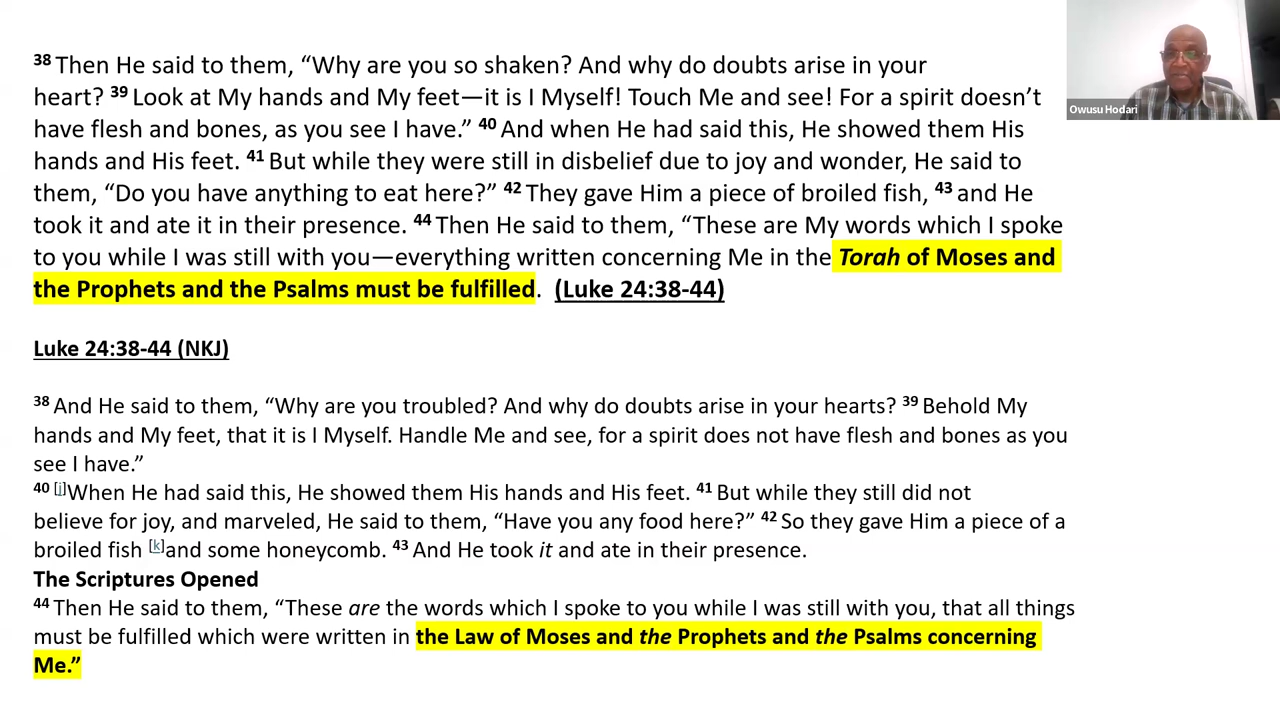 38 Then He said to them, “Why are you so shaken? And why do doubts arise in your
heart? 39 Look at My hands and My feet—it is I Myself! Touch Me and see! For a spirit doesn’t
have flesh and bones, as you see I have.” 40 And when He had said this, He showed them His
hands and His feet. 41 But while they were still in disbelief due to joy and wonder, He said to
them, “Do you have anything to eat here?” 42 They gave Him a piece of broiled fish, 43 and He
took it and ate it in their presence. 44 Then He said to them, “These are My words which I spoke
to you while I was still with you—everything written concerning Me in the Torah of Moses and
the Prophets and the Psalms must be fulfilled. (Luke 24:38-44)
Owusu Hodari
Luke 24:38-44 (NKJ)
38 And He said to them, “Why are you troubled? And why do doubts arise in your hearts? 39 Behold My
hands and My feet, that it is I Myself. Handle Me and see, for a spirit does not have flesh and bones as you
see I have.”
40 [j]When He had said this, He showed them His hands and His feet. 41 But while they still did not
believe for joy, and marveled, He said to them, “Have you any food here?” 42 So they gave Him a piece of a
broiled fish [k]and some honeycomb. 43 And He took it and ate in their presence.
The Scriptures Opened
44 Then He said to them, “These are the words which I spoke to you while I was still with you, that all things
must be fulfilled which were written in the Law of Moses and the Prophets and the Psalms concerning
Me.”